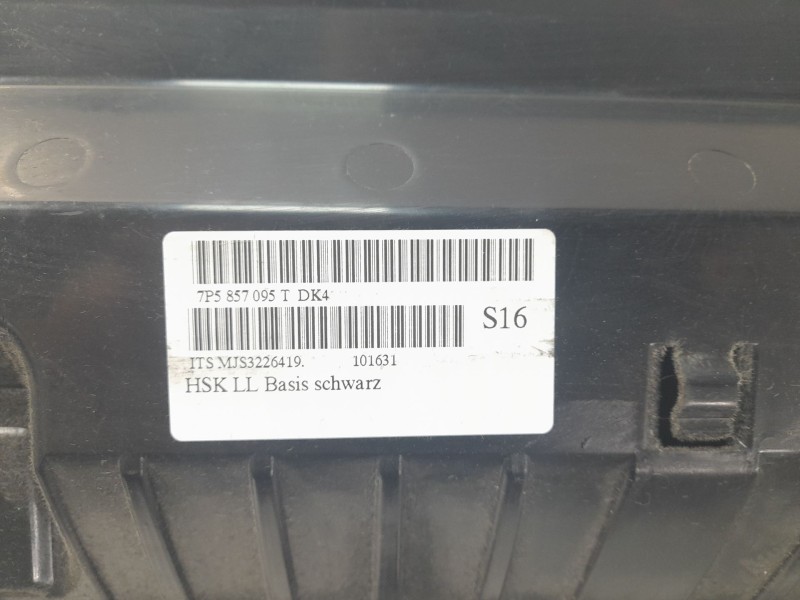 7P5 857 095 T DK4
S16
ITS MJS3226419. 101631
HSK LL Basis schwarz